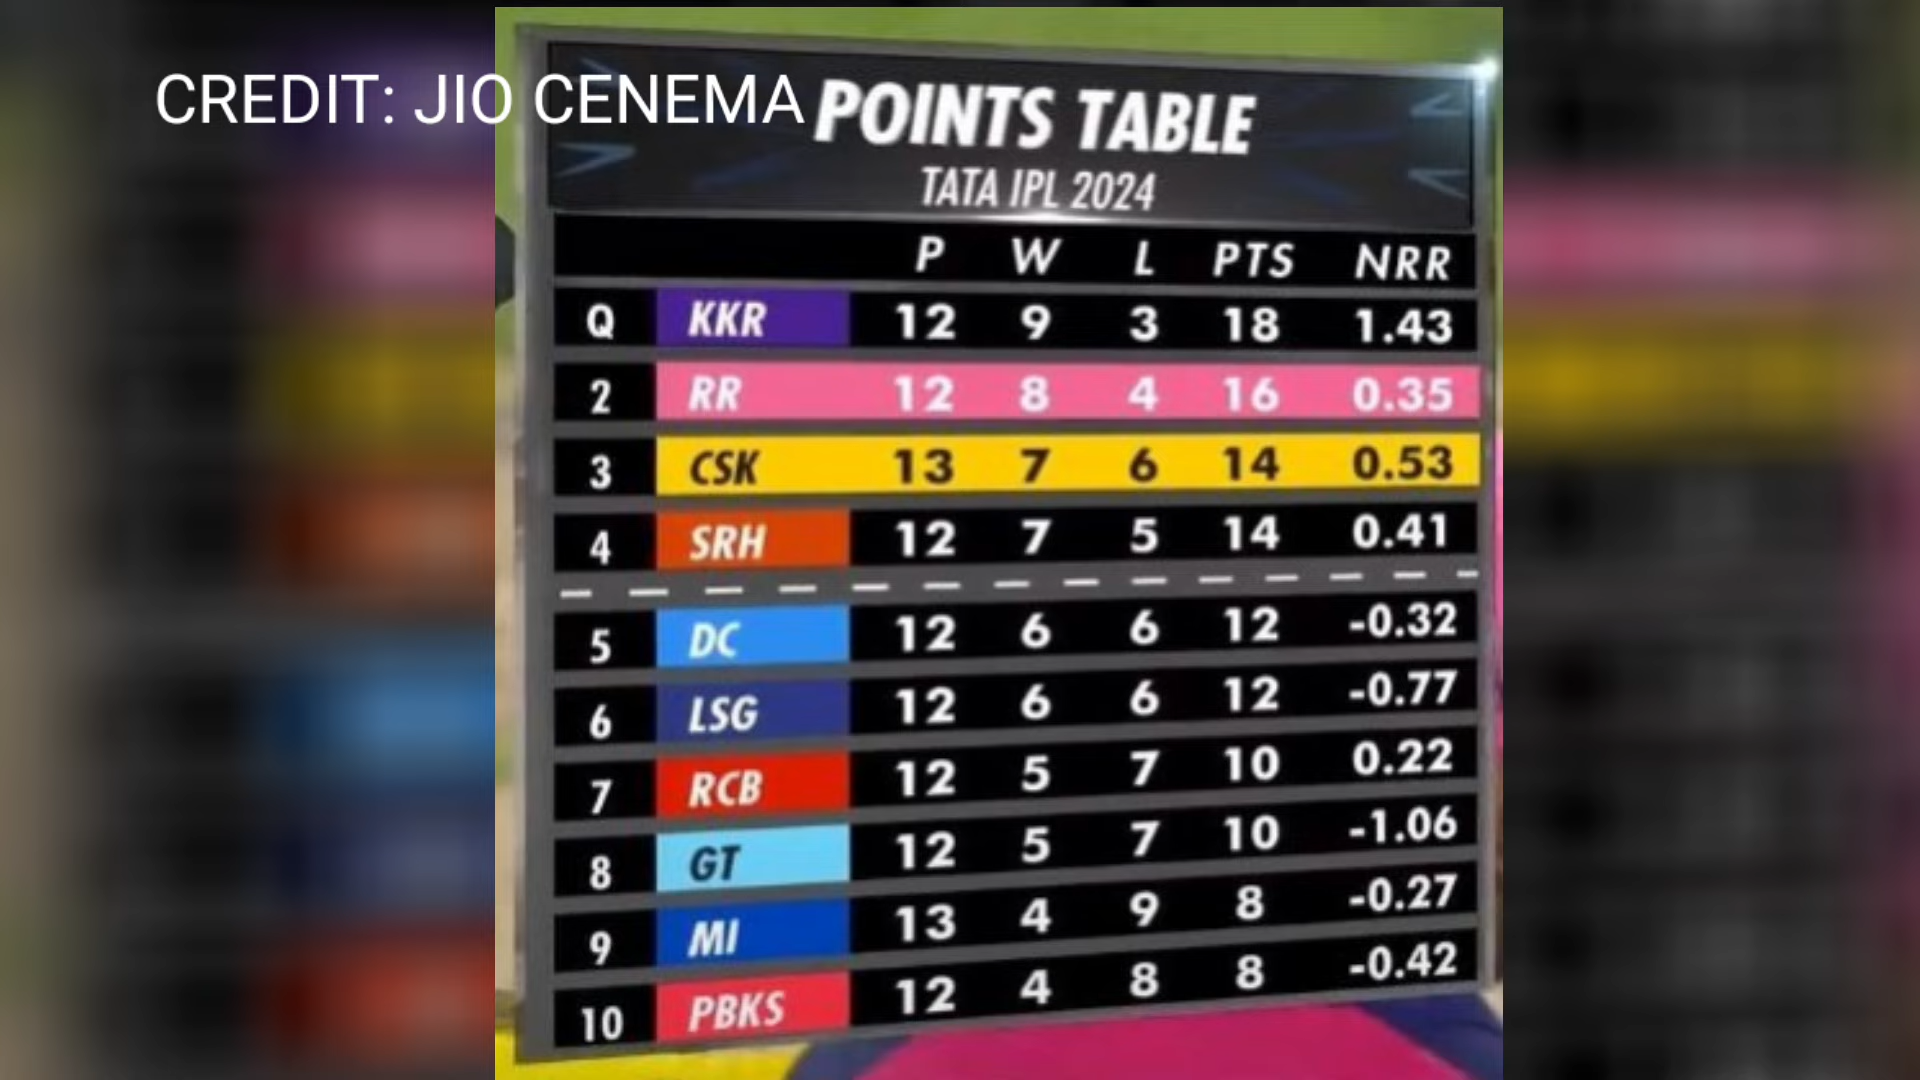 CREDIT: JIO CENEMA
POINTS TABLE
TATA IPL 2024
P W L PTS NRR
Q KKR 12 9 3 18 1.43
2 RR 12 8 4 16 0.35
3 CSK 13 7 6 14 0.53
4 SRH 12 7 5 14 0.41
5 DC 12 6 6 12 -0.32
6 LSG 12 6 6 12 -0.77
7 RCB 12 5 7 10 0.22
8 GT 12 5 7 10 -1.06
9 MI 13 4 9 8 -0.27
10 PBKS 12 4 8 8 -0.42